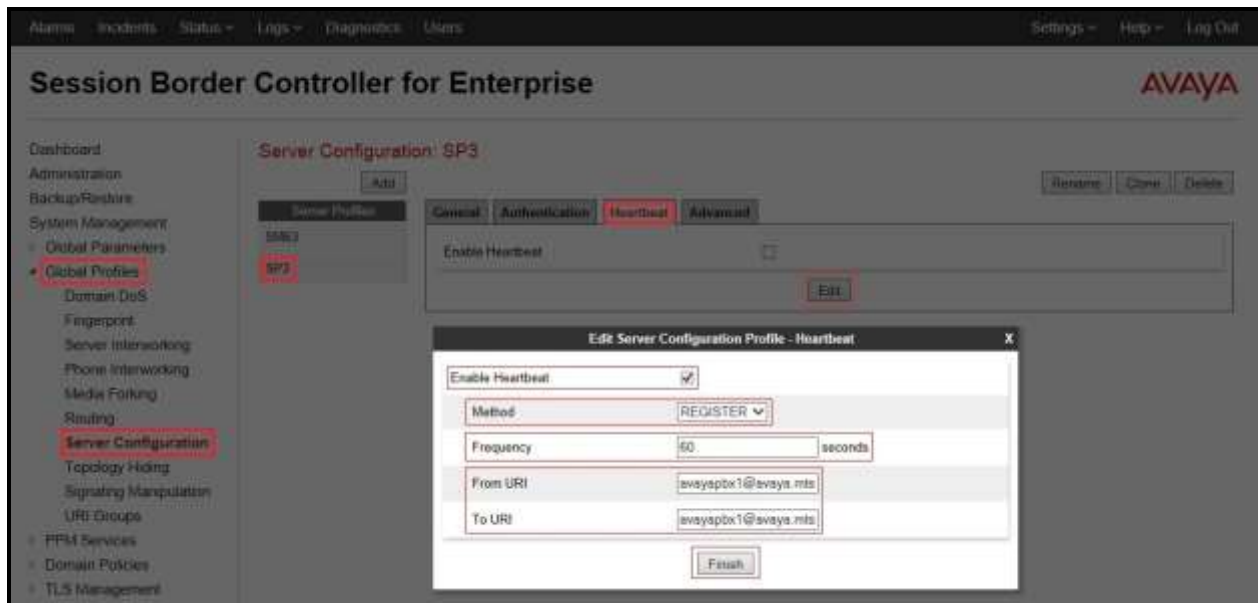 Alarms Incidents Status Logs Diagnostics Users Settings Help Log Out
Session Border Controller for Enterprise
AVAYA
Dashboard
Administration
Backup/Restore
System Management
Global Parameters
Global Profiles
Domain DoS
Fingerprint
Server Interworking
Phone Interworking
Media Forking
Routing
Server Configuration
Topology Hiding
Signaling Manipulation
URI Groups
PPM Services
Domain Policies
TLS Management
Server Configuration: SP3
Add
Rename Clone Delete
Server Profiles
SM63
SP3
General Authentication Heartbeat Advanced
Enable Heartbeat
Edit
Edit Server Configuration Profile - Heartbeat X
Enable Heartbeat
Method REGISTER
Frequency 60 seconds
From URI avayapbx1@avaya.mts
To URI avayapbx1@avaya.mts
Finish